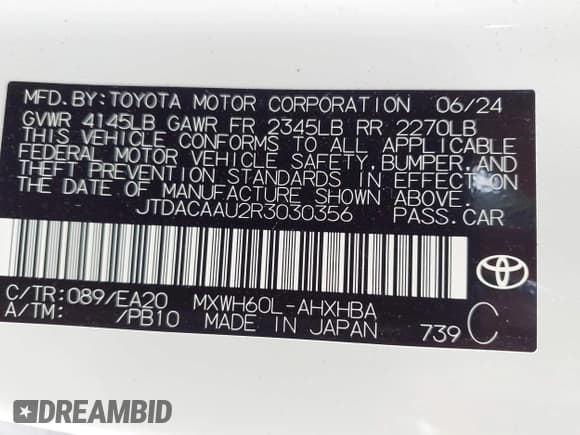 MFD.BY:TOYOTA MOTOR CORPORATION 06/24
GVWR 4145LB GAWR FR 2345LB RR 2270LB
THIS VEHICLE CONFORMS TO ALL APPLICABLE
FEDERAL MOTOR VEHICLE SAFETY,BUMPER,AND
THEFT PREVENTION STANDARDS IN EFFECT ON
THE DATE OF MANUFACTURE SHOWN ABOVE.
JTDACAAU2R3030356 PASS.CAR
C/TR:089/EA20 MXWH60L-AHXHBA
A/TM: /PB10 MADE IN JAPAN 739 C
DREAMBID